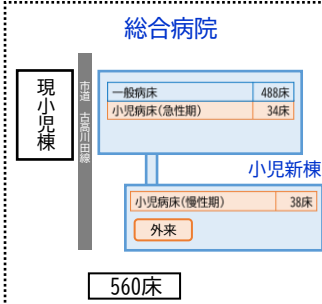 総合病院
現小児棟
市道 古高川田線
一般病床 488床
小児病床(急性期) 34床
小児新棟
小児病床(慢性期) 38床
外来
560床